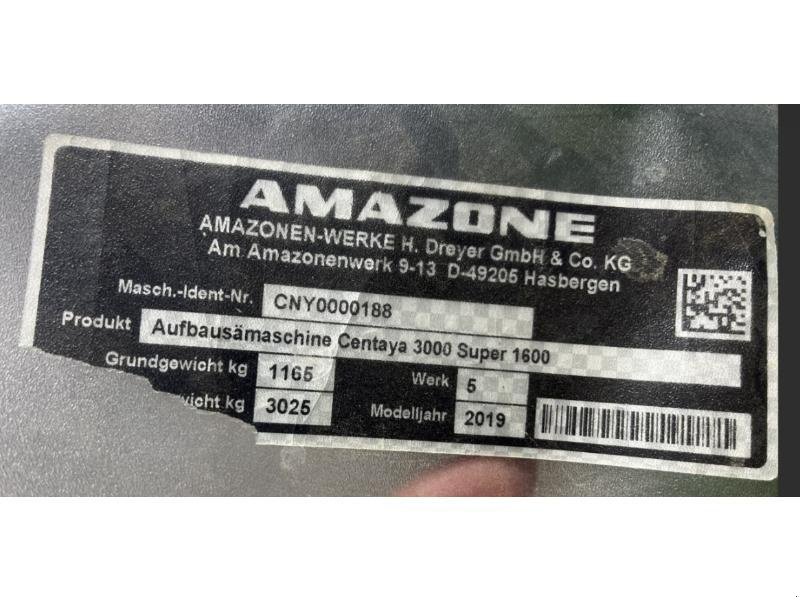 AMAZONE
AMAZONEN-WERKE H. Dreyer GmbH & Co. KG
Am Amazonenwerk 9-13 D-49205 Hasbergen
Masch.-Ident-Nr. CNY0000188
Produkt Aufbausämaschine Centaya 3000 Super 1600
Grundgewicht kg 1165 Werk 5
wicht kg 3025 Modelljahr 2019